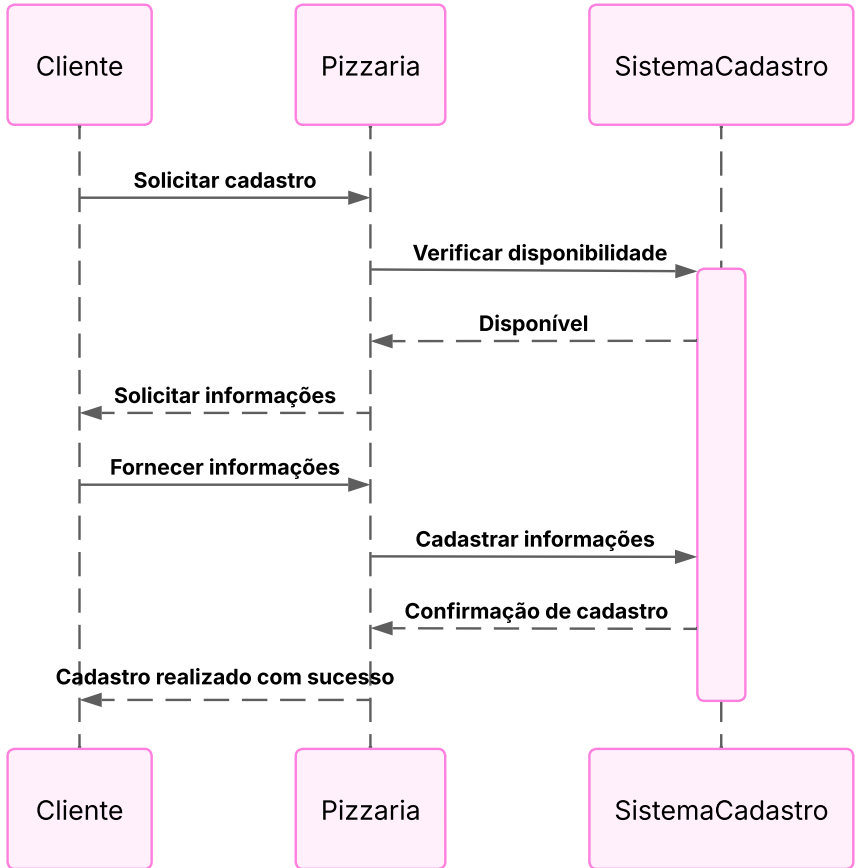 Cliente
Pizzaria
SistemaCadastro
Solicitar cadastro
Verificar disponibilidade
Disponível
Solicitar informações
Fornecer informações
Cadastrar informações
Confirmação de cadastro
Cadastro realizado com sucesso
Cliente
Pizzaria
SistemaCadastro